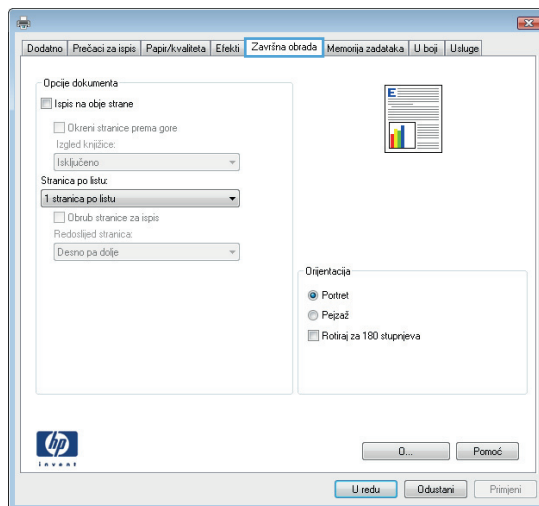 Dodatno Prečaci za ispis Papir/kvaliteta Efekti Završna obrada Memorija zadataka U boji Usluge
Opcije dokumenta
Ispis na obje strane
Okreni stranice prema gore
Izgled knjižice:
Isključeno
Stranica po listu:
1 stranica po listu
Obrub stranice za ispis
Redoslijed stranica:
Desno pa dolje
E
Orijentacija
Portret
Pejzaž
Rotiraj za 180 stupnjeva
hp
invent
O... Pomoć
U redu Odustani Primjeni